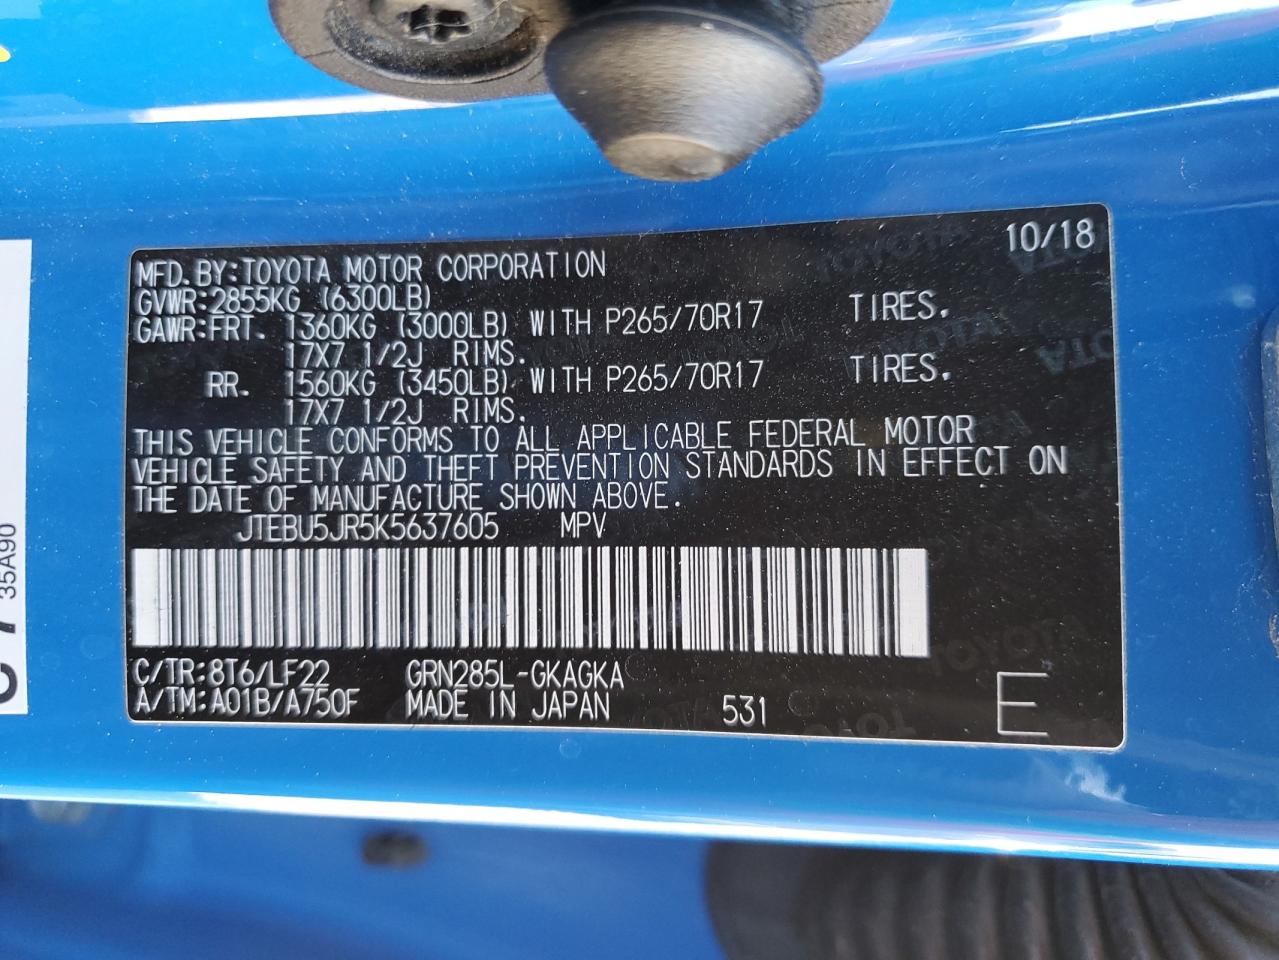 10/18
MFD.BY:TOYOTA MOTOR CORPORATION
GVWR:2855KG (6300LB)
GAWR:FRT. 1360KG (3000LB) WITH P265/70R17 TIRES.
17X7 1/2J RIMS.
RR. 1560KG (3450LB) WITH P265/70R17 TIRES.
17X7 1/2J RIMS.
THIS VEHICLE CONFORMS TO ALL APPLICABLE FEDERAL MOTOR
VEHICLE SAFETY AND THEFT PREVENTION STANDARDS IN EFFECT ON
THE DATE OF MANUFACTURE SHOWN ABOVE.
JTEBU5JR5K5637605 MPV
C/TR:8T6/LF22 GRN285L-GKAGKA
A/TM:A01B/A750F MADE IN JAPAN 531 E
35A90